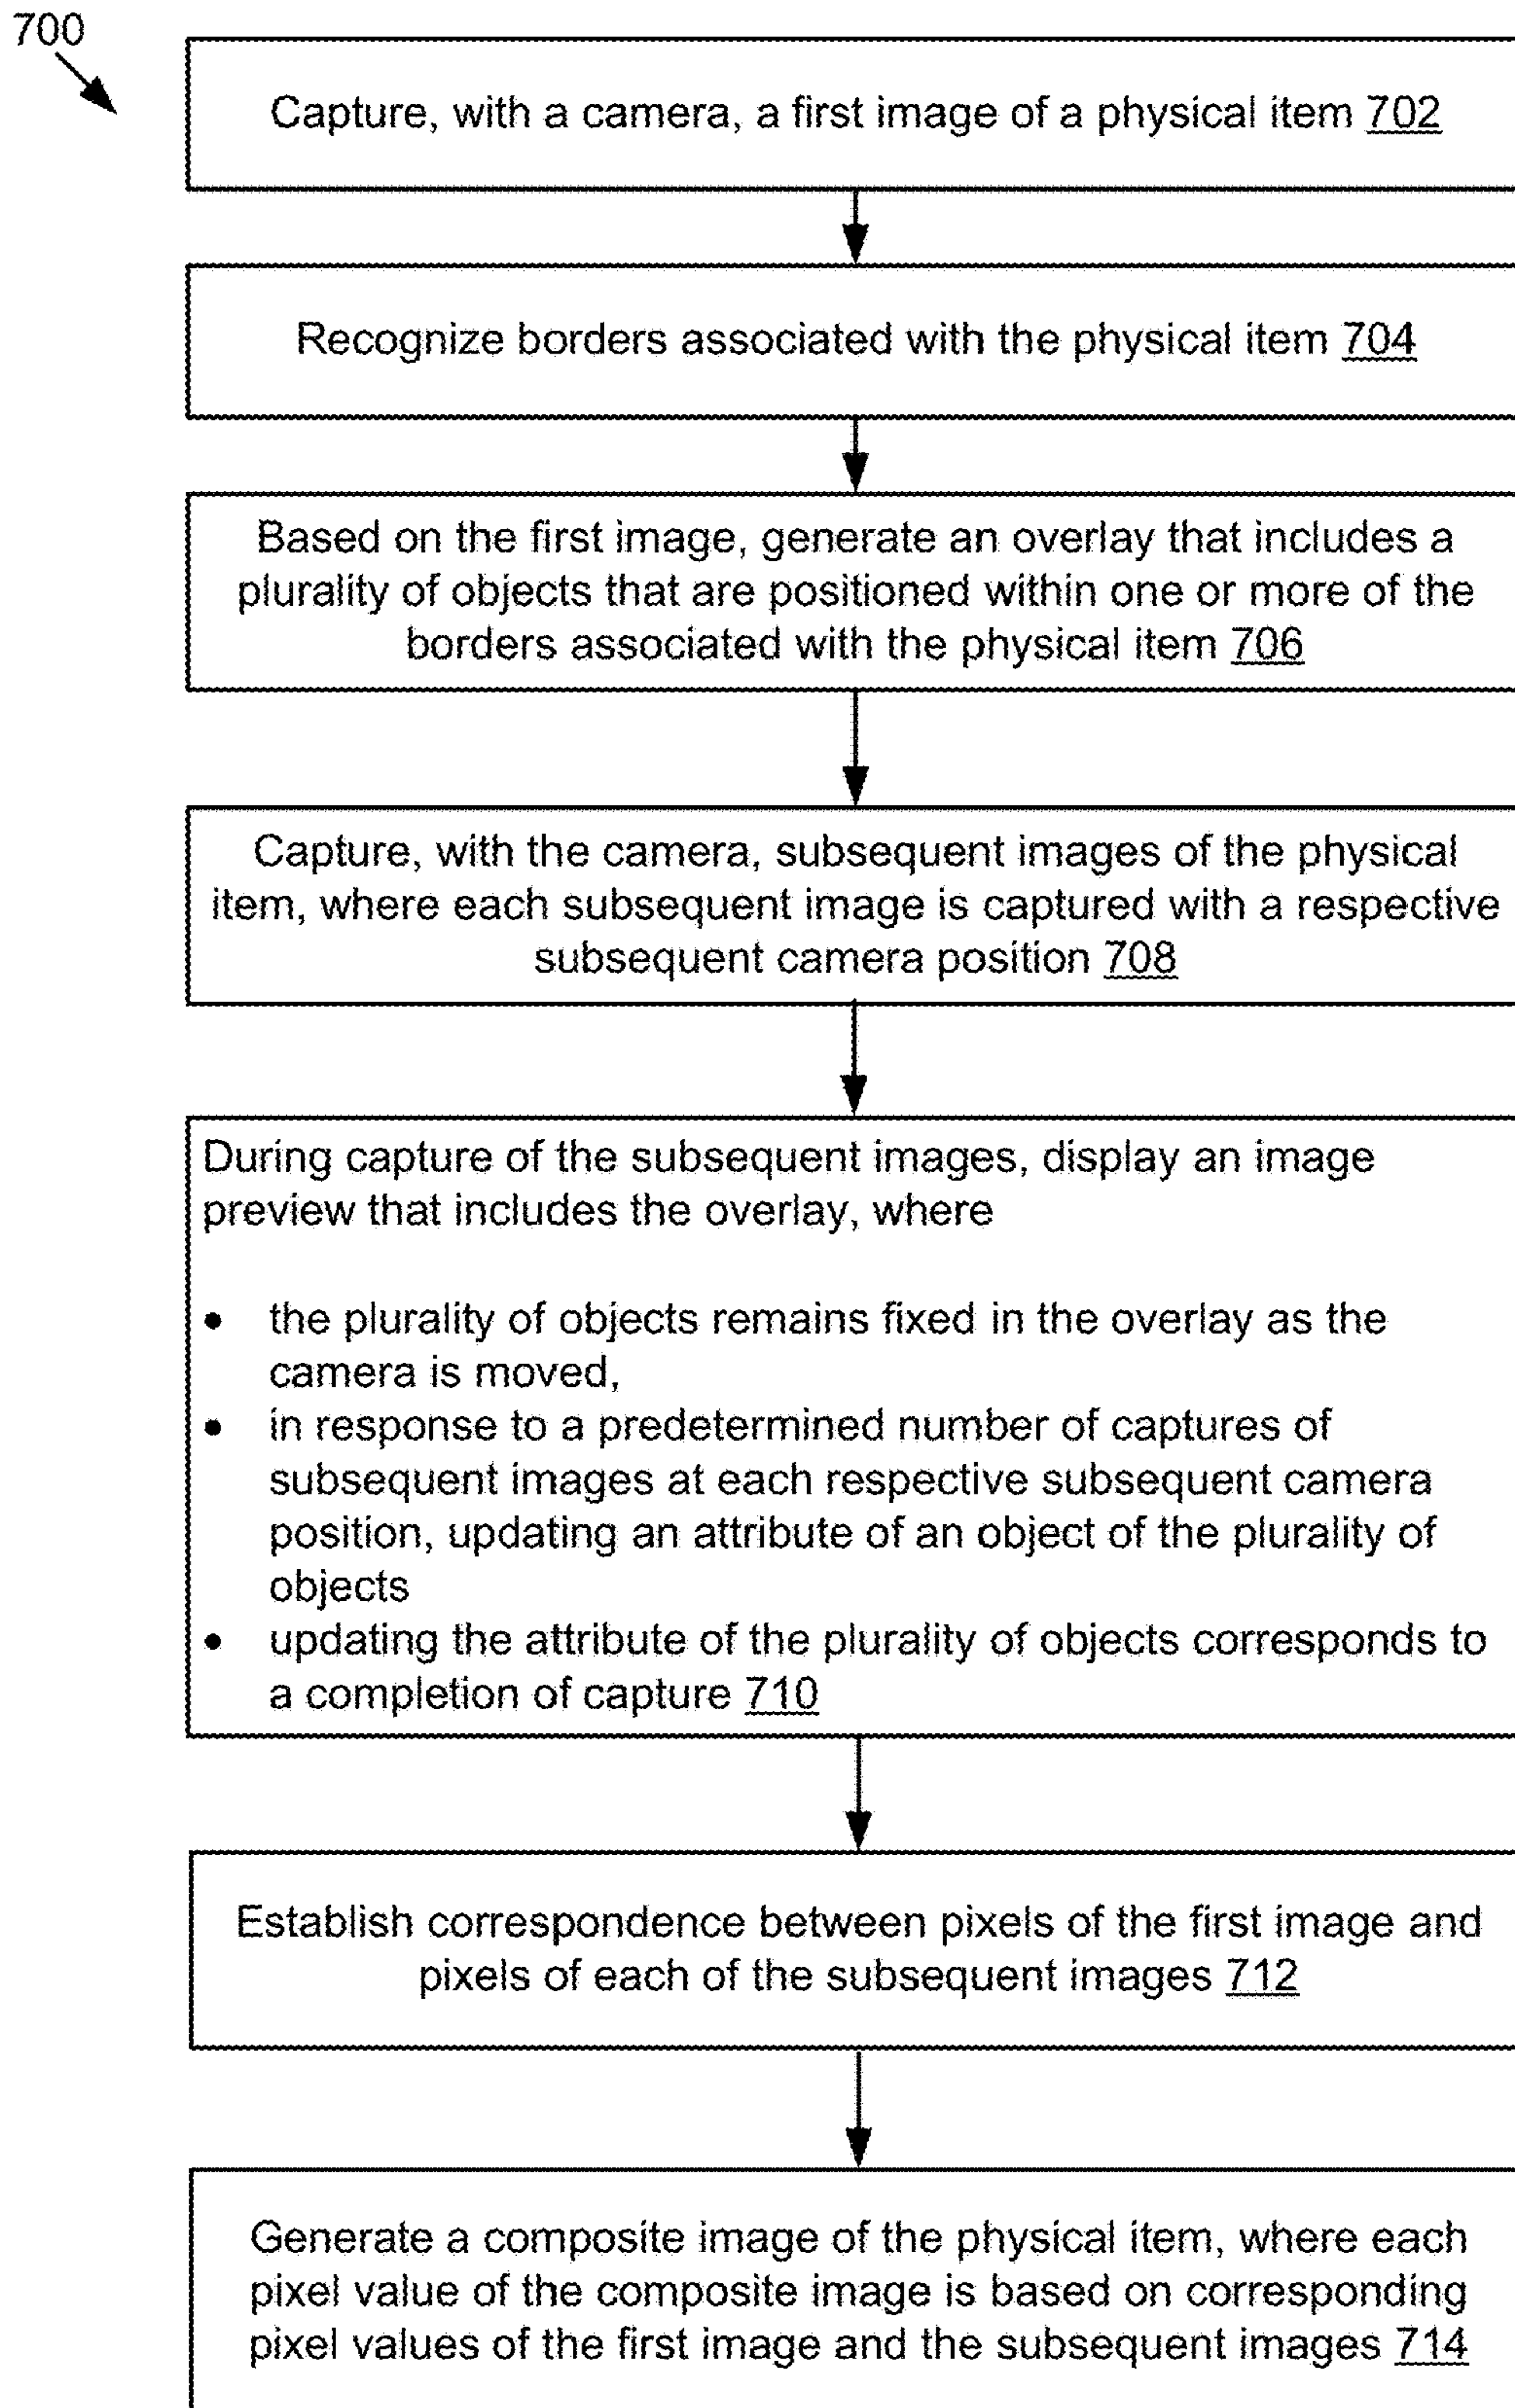 700
Capture, with a camera, a first image of a physical item 702
Recognize borders associated with the physical item 704
Based on the first image, generate an overlay that includes a
plurality of objects that are positioned within one or more of the
borders associated with the physical item 706
Capture, with the camera, subsequent images of the physical
item, where each subsequent image is captured with a respective
subsequent camera position 708
During capture of the subsequent images, display an image
preview that includes the overlay, where
• the plurality of objects remains fixed in the overlay as the
camera is moved,
• in response to a predetermined number of captures of
subsequent images at each respective subsequent camera
position, updating an attribute of an object of the plurality of
objects
• updating the attribute of the plurality of objects corresponds to
a completion of capture 710
Establish correspondence between pixels of the first image and
pixels of each of the subsequent images 712
Generate a composite image of the physical item, where each
pixel value of the composite image is based on corresponding
pixel values of the first image and the subsequent images 714